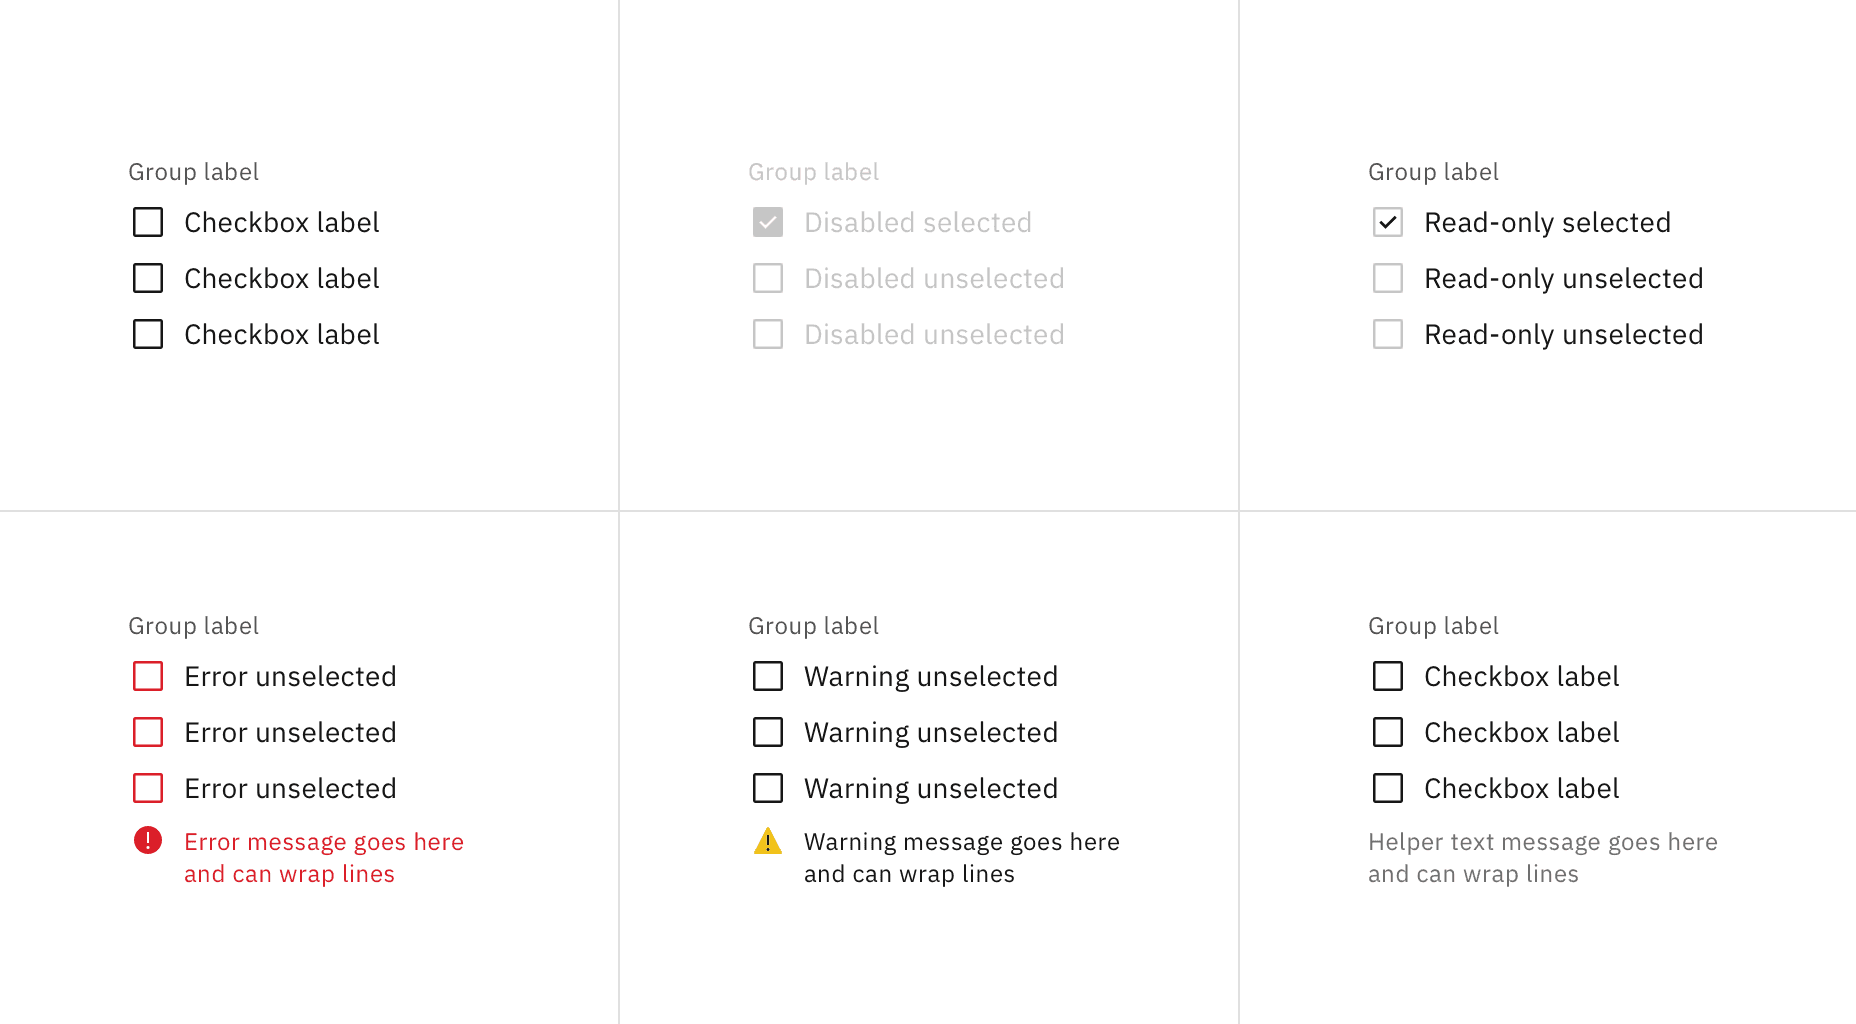 Group label
Checkbox label
Checkbox label
Checkbox label
Group label
Disabled selected
Disabled unselected
Disabled unselected
Group label
Read-only selected
Read-only unselected
Read-only unselected
Group label
Error unselected
Error unselected
Error unselected
Error message goes here
and can wrap lines
Group label
Warning unselected
Warning unselected
Warning unselected
Warning message goes here
and can wrap lines
Group label
Checkbox label
Checkbox label
Checkbox label
Helper text message goes here
and can wrap lines